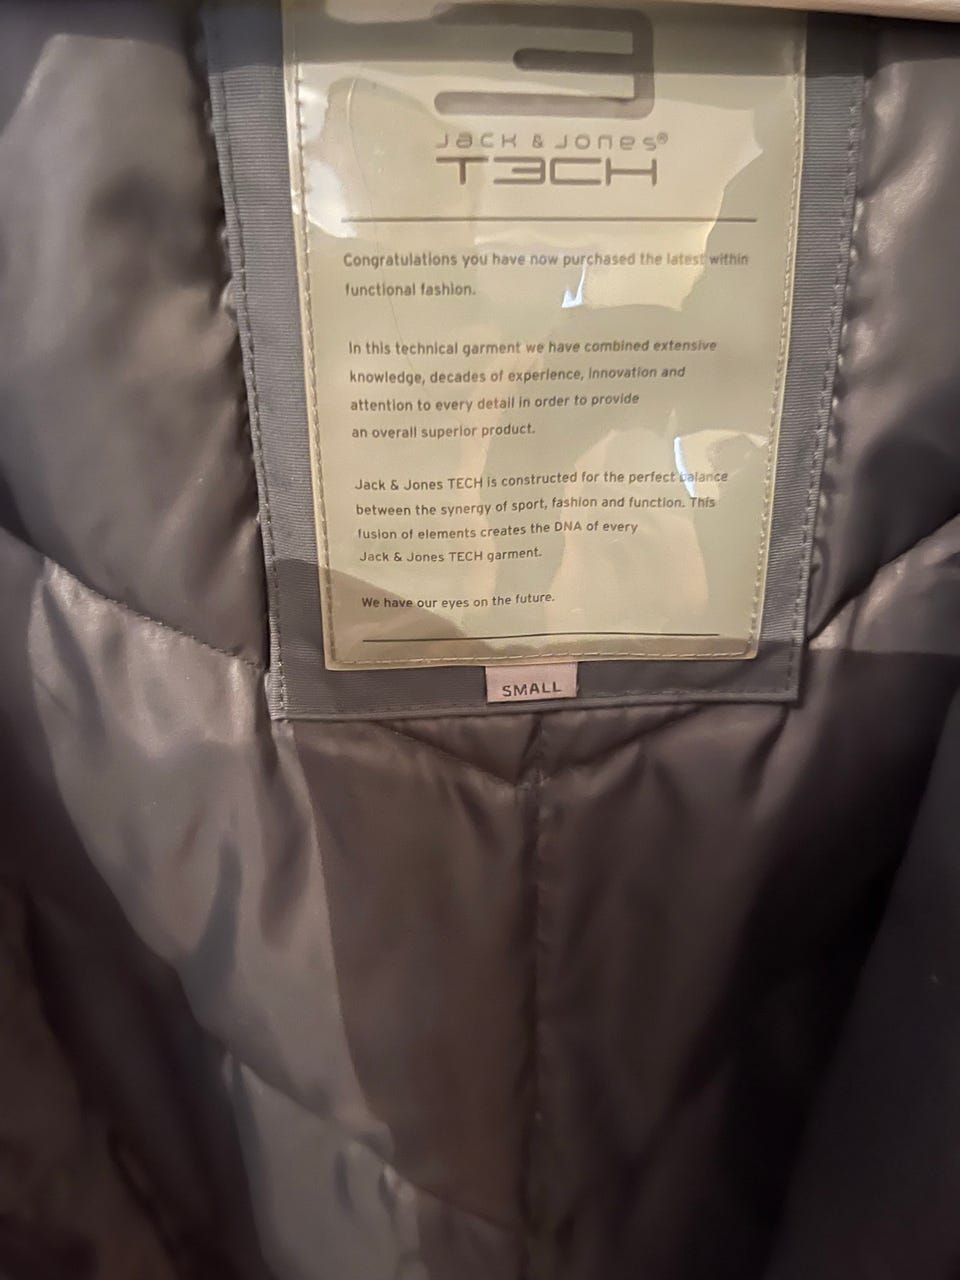 Jack & Jones®
T3CH
Congratulations you have now purchased the latest within
functional fashion.
In this technical garment we have combined extensive
knowledge, decades of experience, innovation and
attention to every detail in order to provide
an overall superior product.
Jack & Jones TECH is constructed for the perfect balance
between the synergy of sport, fashion and function. This
fusion of elements creates the DNA of every
Jack & Jones TECH garment.
We have our eyes on the future.
SMALL